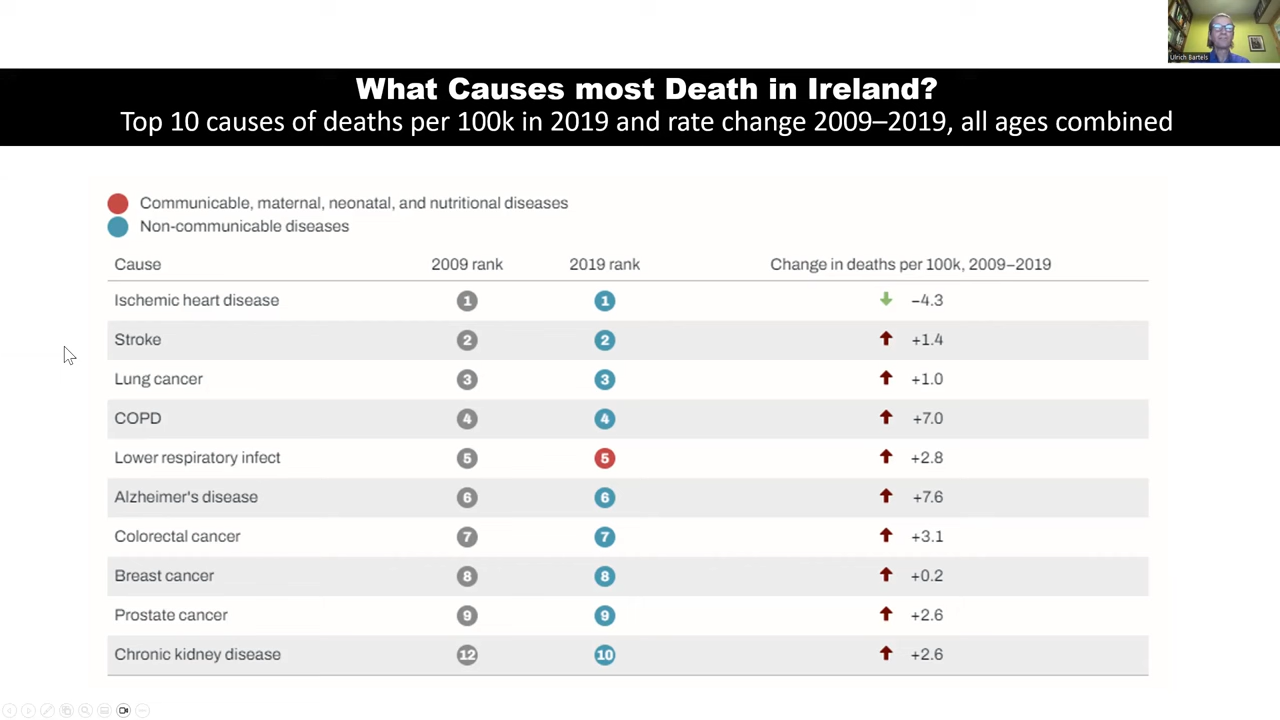 Ulrich Bartels
What Causes most Death in Ireland?
Top 10 causes of deaths per 100k in 2019 and rate change 2009–2019, all ages combined
Communicable, maternal, neonatal, and nutritional diseases
Non-communicable diseases
Cause 2009 rank 2019 rank Change in deaths per 100k, 2009–2019
Ischemic heart disease 1 1 −4.3
Stroke 2 2 +1.4
Lung cancer 3 3 +1.0
COPD 4 4 +7.0
Lower respiratory infect 5 5 +2.8
Alzheimer's disease 6 6 +7.6
Colorectal cancer 7 7 +3.1
Breast cancer 8 8 +0.2
Prostate cancer 9 9 +2.6
Chronic kidney disease 12 10 +2.6